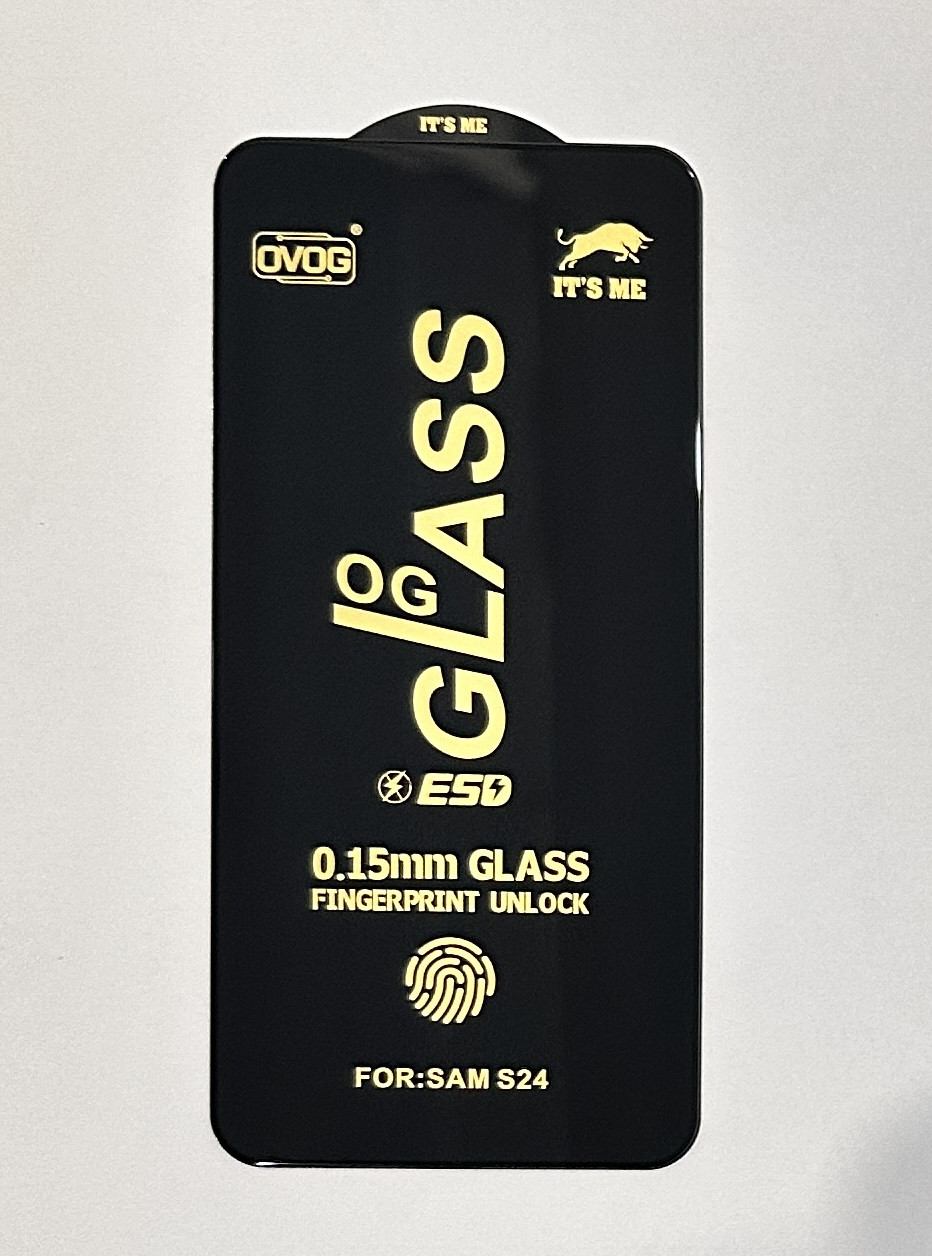 IT'S ME
OVOG®
IT'S ME
OG
GLASS
ESD
0.15mm GLASS
FINGERPRINT UNLOCK
FOR:SAM S24